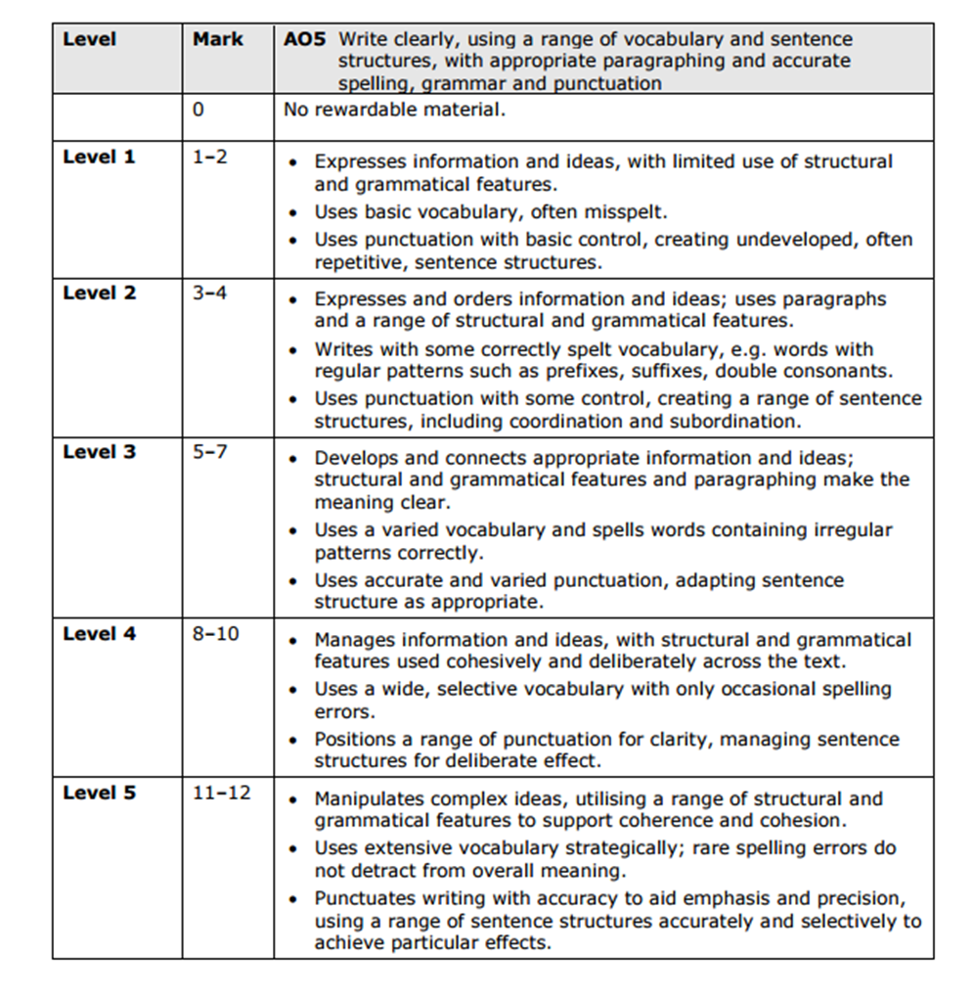 Level Mark AO5 Write clearly, using a range of vocabulary and sentence
structures, with appropriate paragraphing and accurate
spelling, grammar and punctuation
0 No rewardable material.
Level 1 1–2 • Expresses information and ideas, with limited use of structural
and grammatical features.
• Uses basic vocabulary, often misspelt.
• Uses punctuation with basic control, creating undeveloped, often
repetitive, sentence structures.
Level 2 3–4 • Expresses and orders information and ideas; uses paragraphs
and a range of structural and grammatical features.
• Writes with some correctly spelt vocabulary, e.g. words with
regular patterns such as prefixes, suffixes, double consonants.
• Uses punctuation with some control, creating a range of sentence
structures, including coordination and subordination.
Level 3 5–7 • Develops and connects appropriate information and ideas;
structural and grammatical features and paragraphing make the
meaning clear.
• Uses a varied vocabulary and spells words containing irregular
patterns correctly.
• Uses accurate and varied punctuation, adapting sentence
structure as appropriate.
Level 4 8–10 • Manages information and ideas, with structural and grammatical
features used cohesively and deliberately across the text.
• Uses a wide, selective vocabulary with only occasional spelling
errors.
• Positions a range of punctuation for clarity, managing sentence
structures for deliberate effect.
Level 5 11–12 • Manipulates complex ideas, utilising a range of structural and
grammatical features to support coherence and cohesion.
• Uses extensive vocabulary strategically; rare spelling errors do
not detract from overall meaning.
• Punctuates writing with accuracy to aid emphasis and precision,
using a range of sentence structures accurately and selectively to
achieve particular effects.